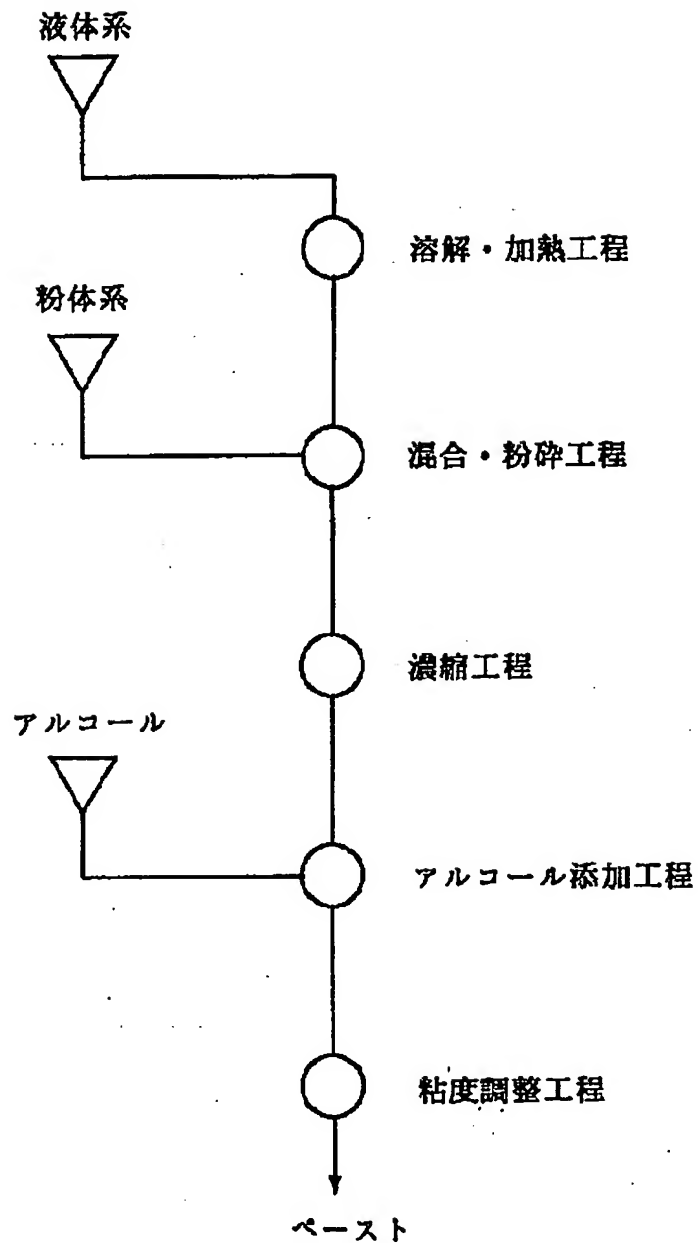 液体系
溶解・加熱工程
粉体系
混合・粉砕工程
濃縮工程
アルコール
アルコール添加工程
粘度調整工程
ペースト